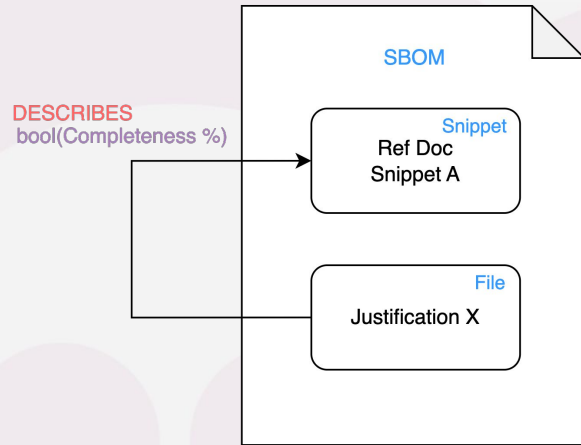 SBOM
DESCRIBES
bool(Completeness %)
Snippet
Ref Doc
Snippet A
File
Justification X